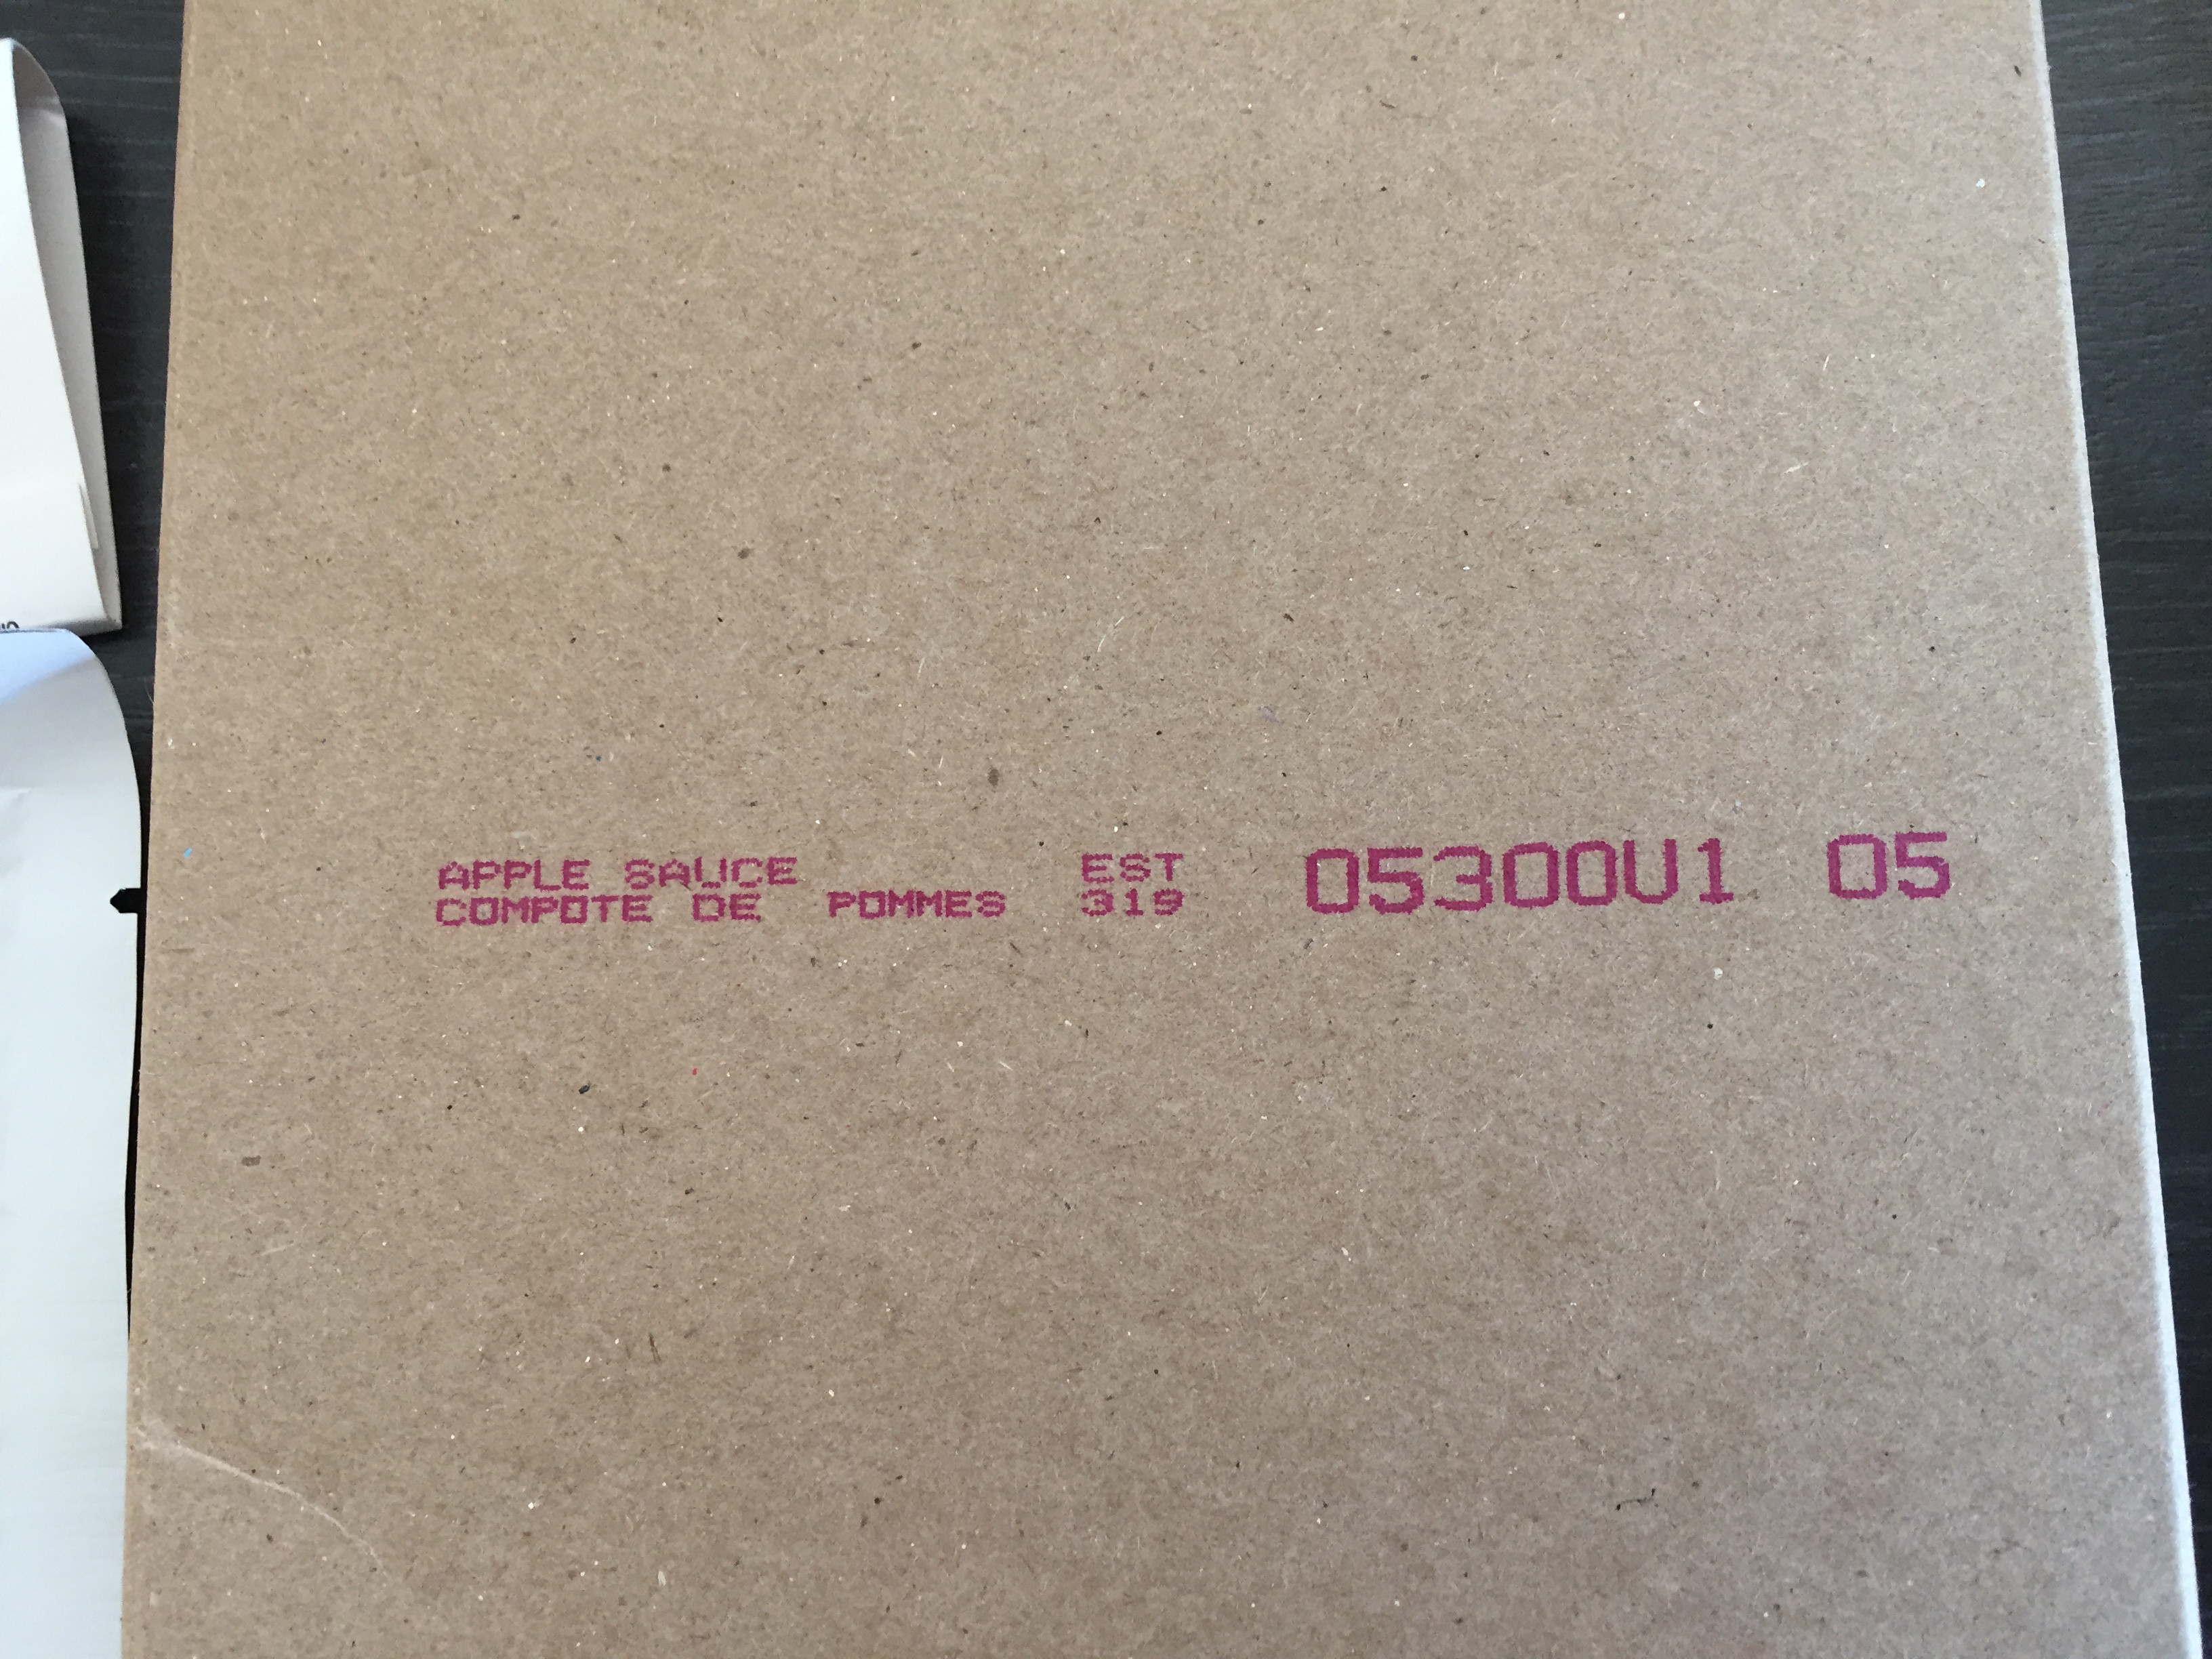 APPLE SAUCE
COMPOTE DE POMMES
EST
319
05300U1 05